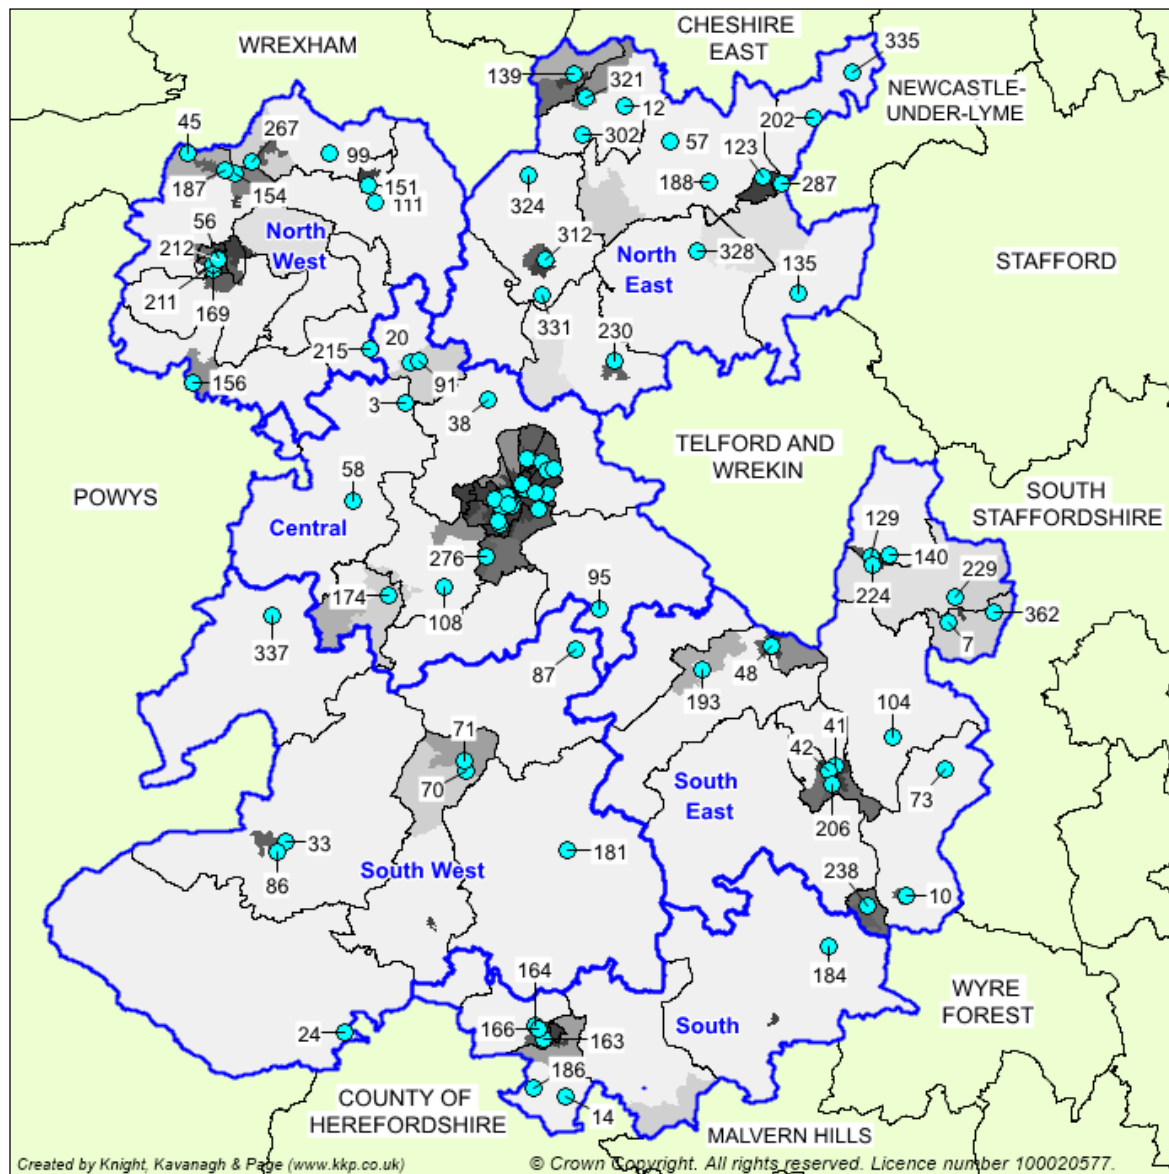 CHESHIRE
EAST
WREXHAM
335
139
321
NEWCASTLE-
UNDER-LYME
12
202
45
267
302
57
99
123
187
154
151
188
287
111
324
56
North
West
312
212
North
East
328
STAFFORD
135
211
169
331
20
230
215
91
156
3
38
TELFORD AND
WREKIN
POWYS
58
SOUTH
STAFFORDSHIRE
Central
129
140
276
95
229
174
224
362
108
337
7
87
48
193
104
71
41
42
70
South
East
73
206
33
181
86
South West
238
10
164
184
WYRE
FOREST
166
24
163
South
186
COUNTY OF
HEREFORDSHIRE
14
MALVERN HILLS
Created by Knight, Kavanagh & Page (www.kkp.co.uk)
© Crown Copyright. All rights reserved. Licence number 100020577.